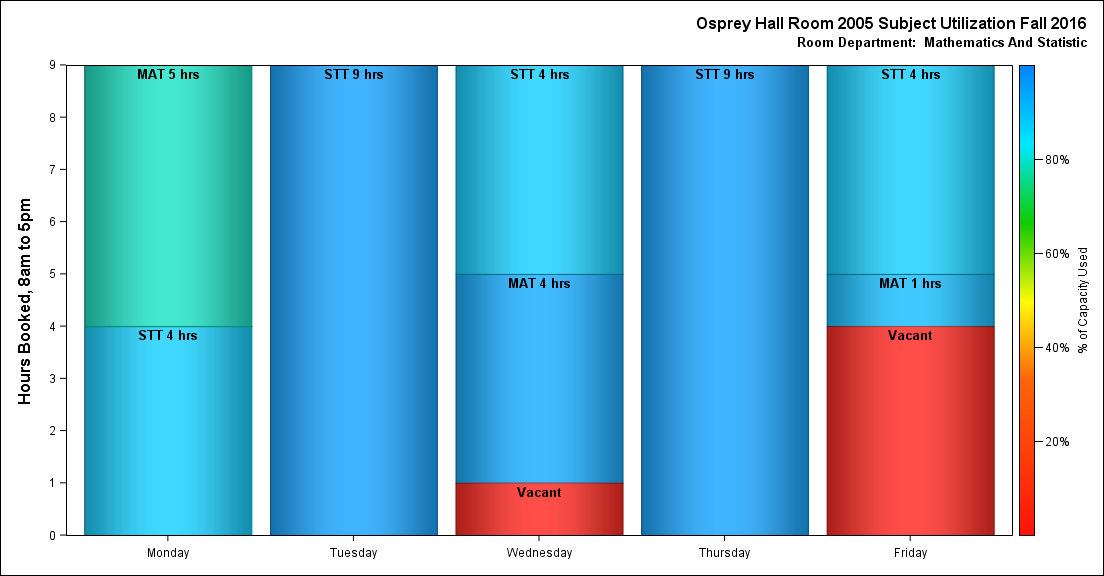 Osprey Hall Room 2005 Subject Utilization Fall 2016
Room Department: Mathematics And Statistic
Hours Booked, 8am to 5pm
9
8
7
6
5
4
3
2
1
0
MAT 5 hrs
STT 4 hrs
STT 9 hrs
STT 4 hrs
MAT 4 hrs
Vacant
STT 9 hrs
STT 4 hrs
MAT 1 hrs
Vacant
Monday
Tuesday
Wednesday
Thursday
Friday
80%
60%
40%
20%
% of Capacity Used